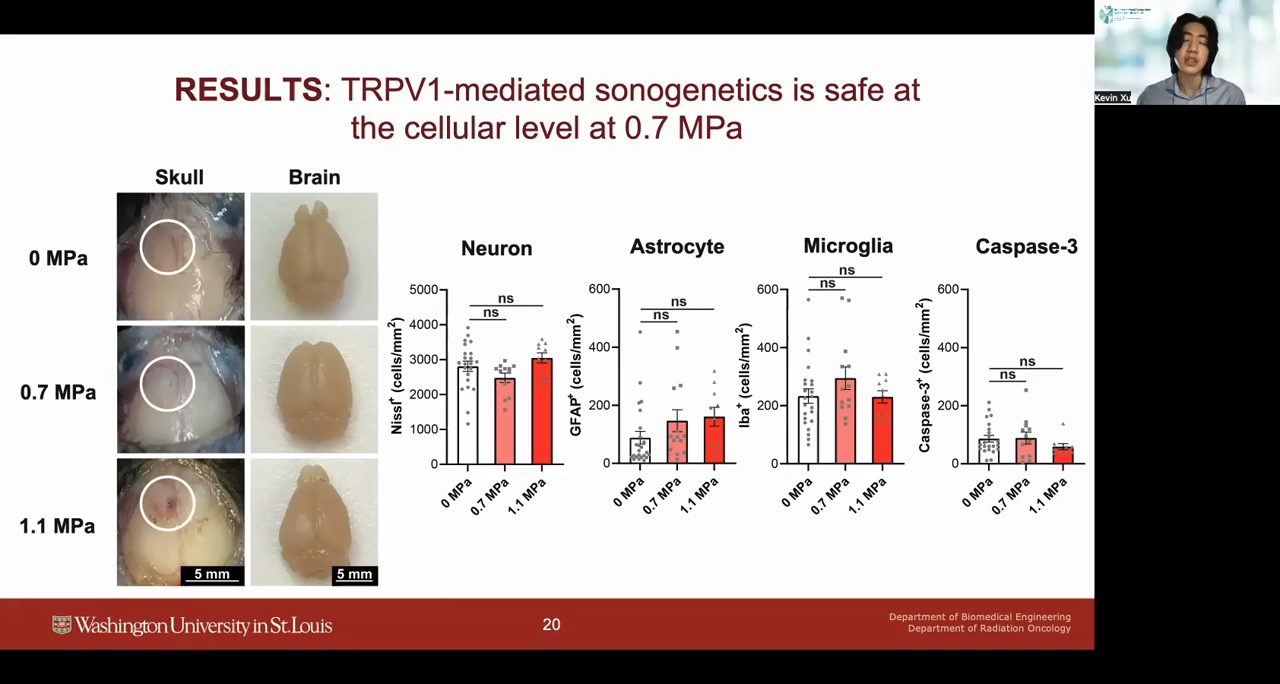 RESULTS: TRPV1-mediated sonogenetics is safe at
the cellular level at 0.7 MPa
Kevin Xu
Skull
Brain
0 MPa
0.7 MPa
1.1 MPa
5 mm
5 mm
Neuron
Nissl⁺ (cells/mm²)
5000
4000
3000
2000
1000
0
ns
ns
0 MPa
0.7 MPa
1.1 MPa
Astrocyte
GFAP⁺ (cells/mm²)
600
400
200
0
ns
ns
0 MPa
0.7 MPa
1.1 MPa
Microglia
Iba⁺ (cells/mm²)
600
400
200
0
ns
ns
0 MPa
0.7 MPa
1.1 MPa
Caspase-3
Caspase-3⁺ (cells/mm²)
600
400
200
0
ns
ns
0 MPa
0.7 MPa
1.1 MPa
Washington University in St. Louis
20
Department of Biomedical Engineering
Department of Radiation Oncology